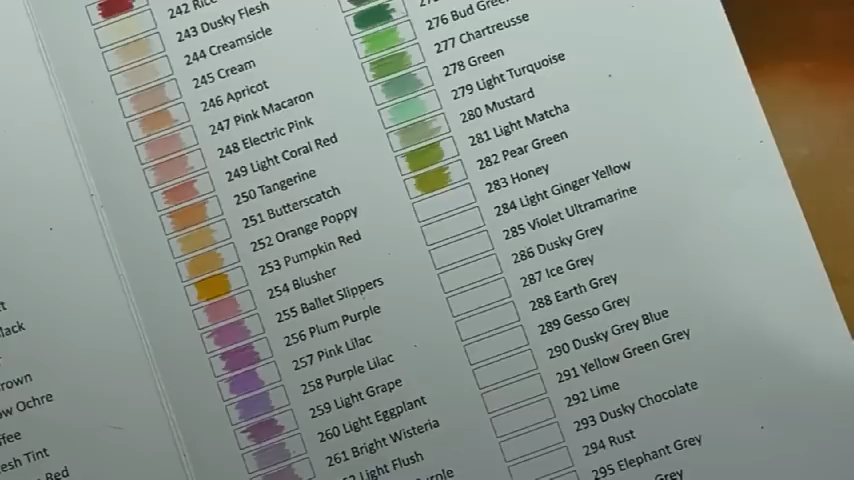 lack
rown
w Ochre
fee
esh Tint
Red
242 Rice
243 Dusky Flesh
244 Creamsicle
245 Cream
246 Apricot
247 Pink Macaron
248 Electric Pink
249 Light Coral Red
250 Tangerine
251 Butterscatch
252 Orange Poppy
253 Pumpkin Red
254 Blusher
255 Ballet Slippers
256 Plum Purple
257 Pink Lilac
258 Purple Lilac
259 Light Grape
260 Light Eggplant
261 Bright Wisteria
Light Flush
urple
276 Bud Green
277 Chartreusse
278 Green
279 Light Turquoise
280 Mustard
281 Light Matcha
282 Pear Green
283 Honey
284 Light Ginger Yellow
285 Violet Ultramarine
286 Dusky Grey
287 Ice Grey
288 Earth Grey
289 Gesso Grey
290 Dusky Grey Blue
291 Yellow Green Grey
292 Lime
293 Dusky Chocolate
294 Rust
295 Elephant Grey
Grey